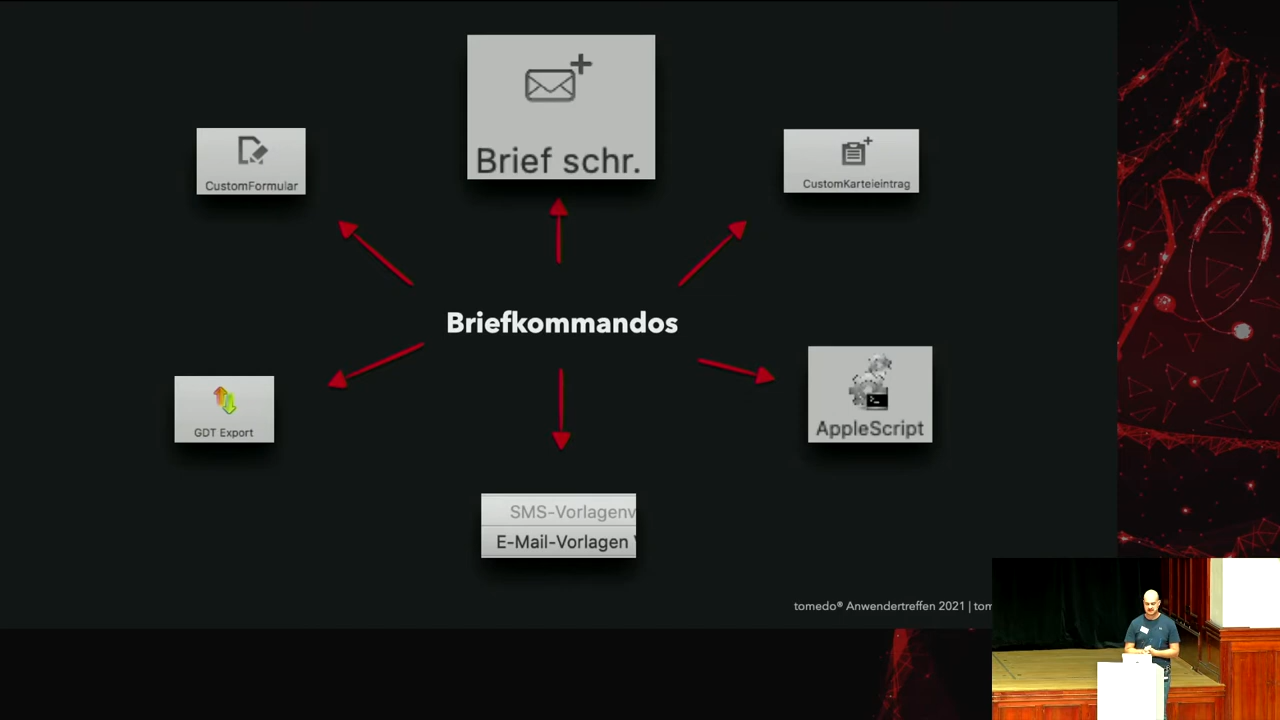 Brief schr.
CustomFormular
CustomKarteieintrag
Briefkommandos
GDT Export
AppleScript
SMS-Vorlagenv
E-Mail-Vorlagen
tomedo® Anwendertreffen 2021 | tom